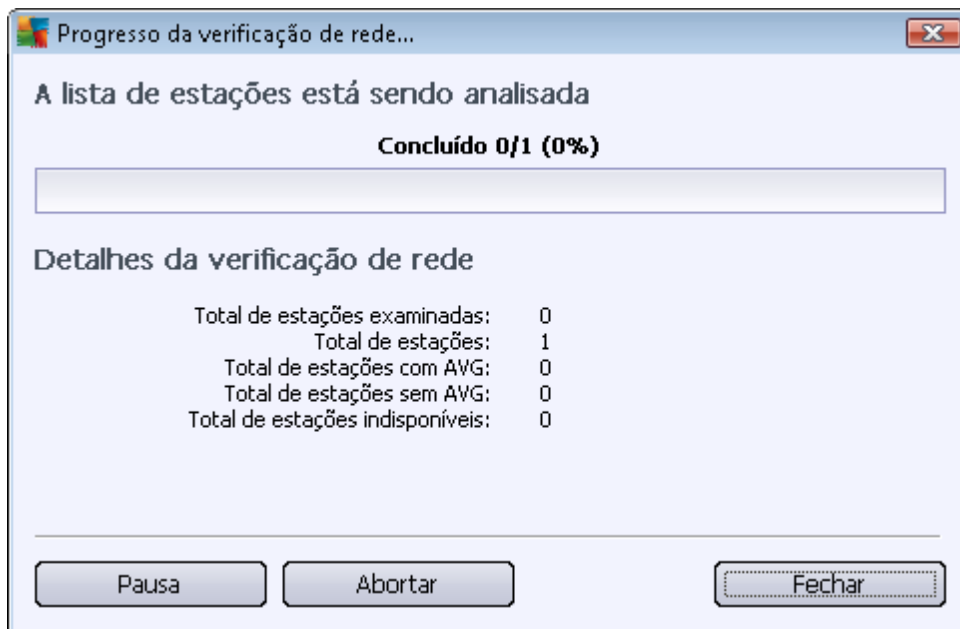 Progresso da verificação de rede...
A lista de estações está sendo analisada
Concluído 0/1 (0%)
Detalhes da verificação de rede
Total de estações examinadas: 0
Total de estações: 1
Total de estações com AVG: 0
Total de estações sem AVG: 0
Total de estações indisponíveis: 0
Pausa Abortar Fechar